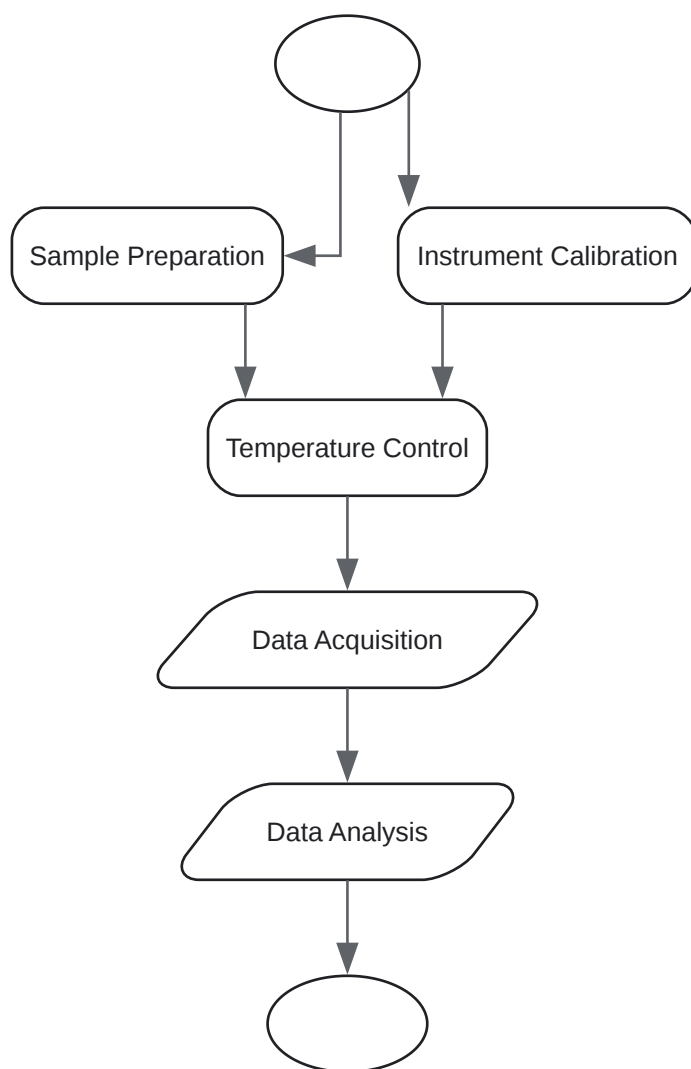 Sample Preparation
Instrument Calibration
Temperature Control
Data Acquisition
Data Analysis